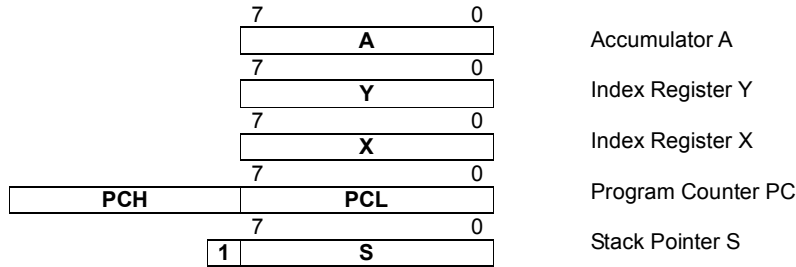 7 0
A Accumulator A
7 0
Y Index Register Y
7 0
X Index Register X
7 0
PCH PCL Program Counter PC
7 0
1 S Stack Pointer S